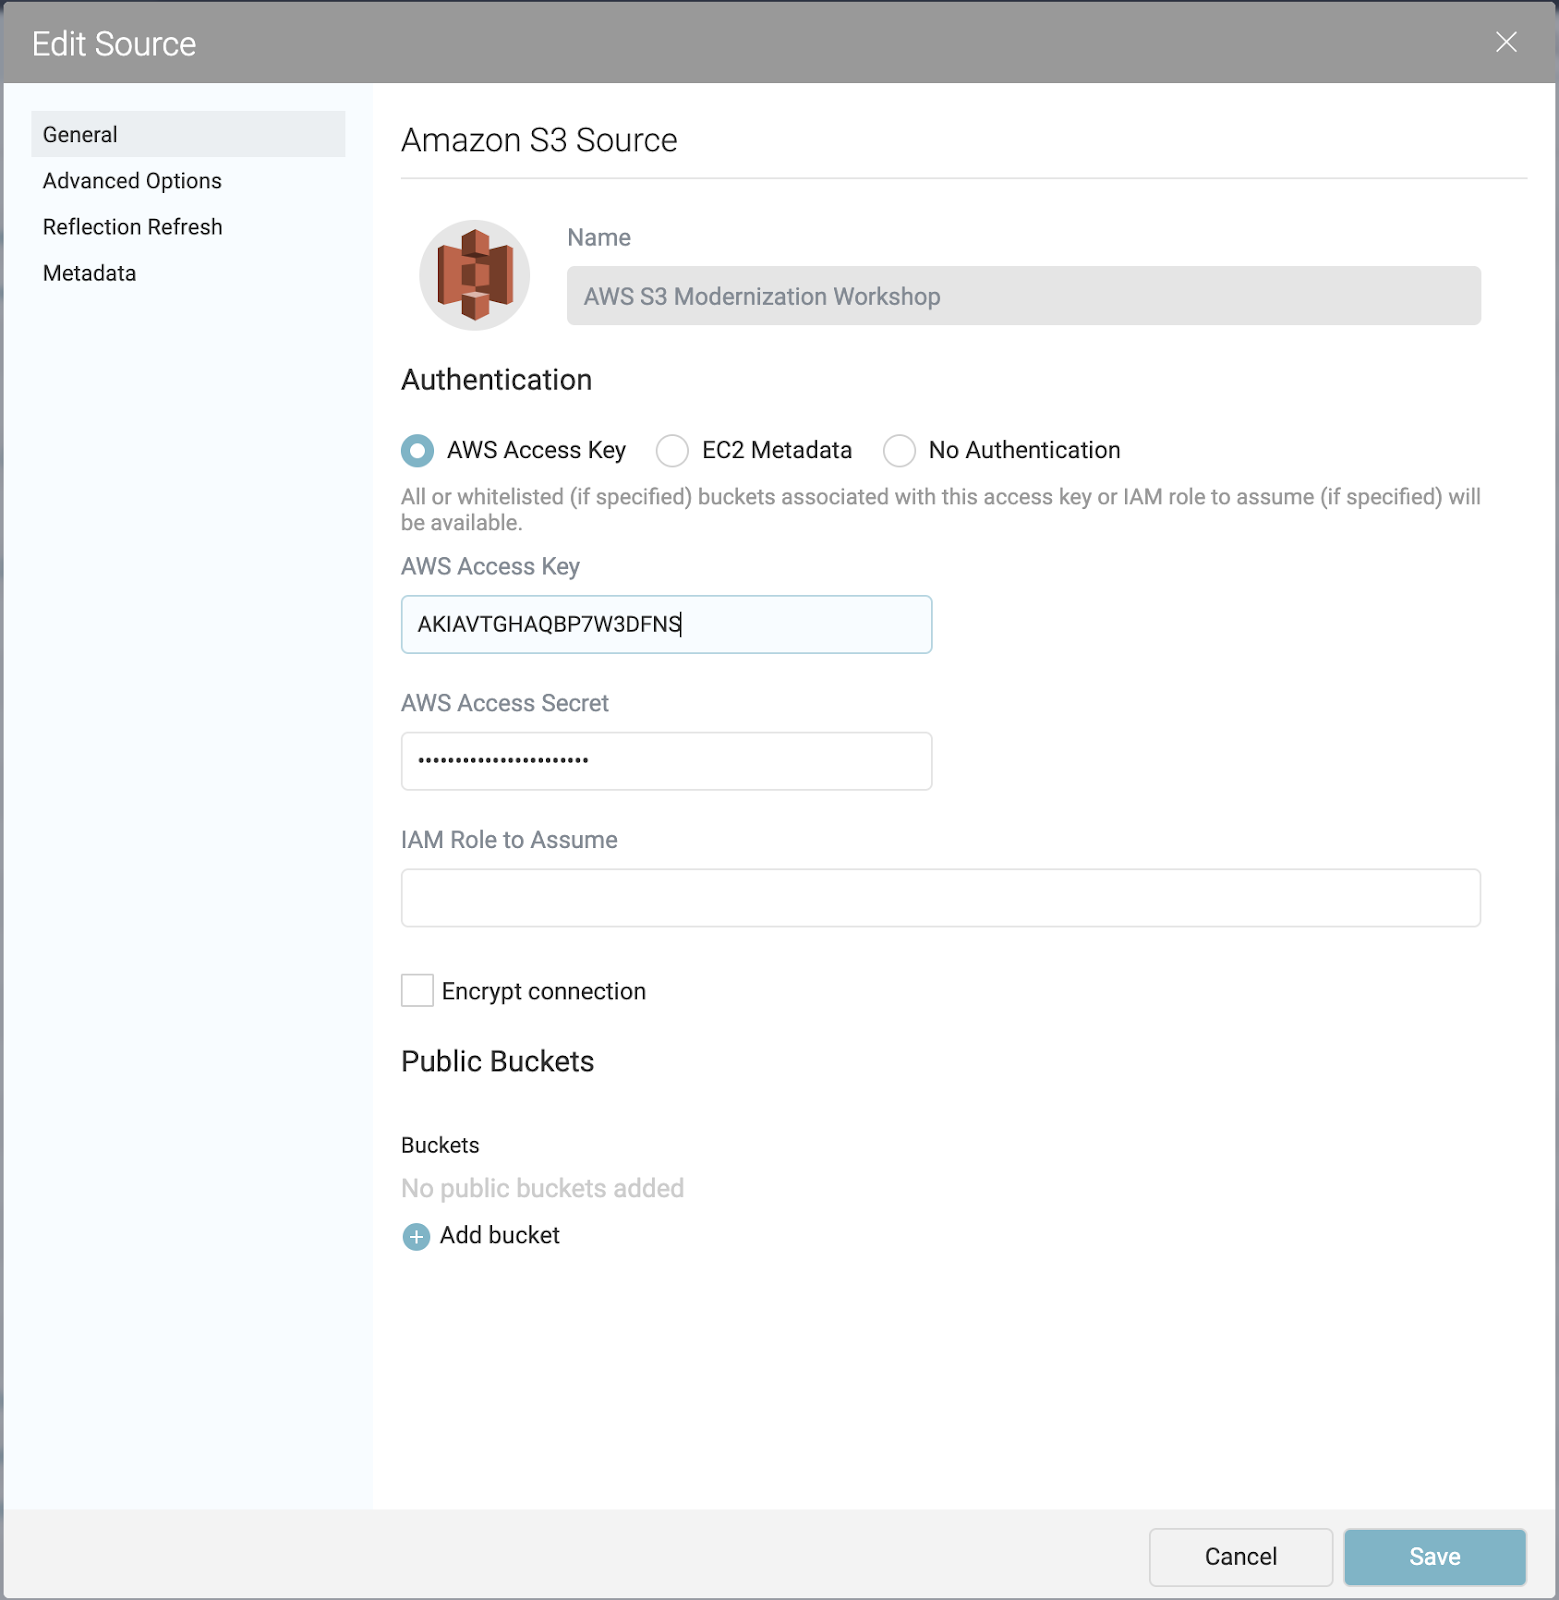 Edit Source
General
Advanced Options
Reflection Refresh
Metadata
Amazon S3 Source
Name
AWS S3 Modernization Workshop
Authentication
AWS Access Key
EC2 Metadata
No Authentication
All or whitelisted (if specified) buckets associated with this access key or IAM role to assume (if specified) will
be available.
AWS Access Key
AKIAVTGHAQBP7W3DFNS
AWS Access Secret
•••••••••••••••••••••••
IAM Role to Assume
Encrypt connection
Public Buckets
Buckets
No public buckets added
Add bucket
Cancel
Save